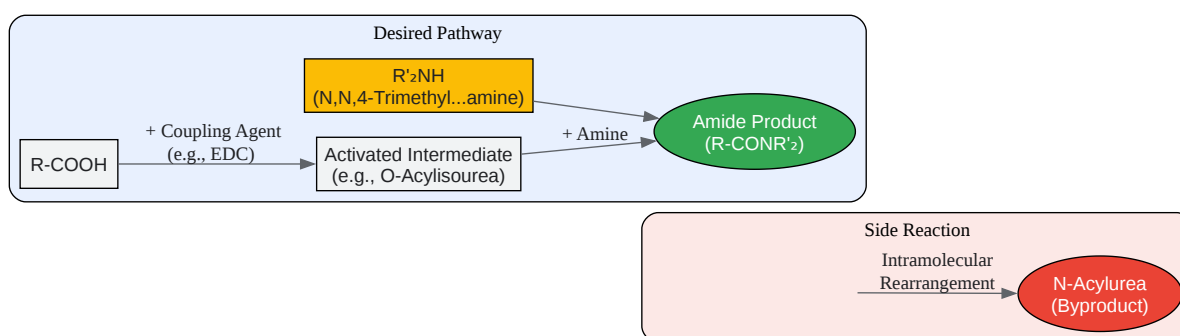 Desired Pathway
R'₂NH
(N,N,4-Trimethyl...amine)
R-COOH
+ Coupling Agent
(e.g., EDC)
Activated Intermediate
(e.g., O-Acylisourea)
+ Amine
Amide Product
(R-CONR'₂)
Side Reaction
Intramolecular
Rearrangement
N-Acylurea
(Byproduct)